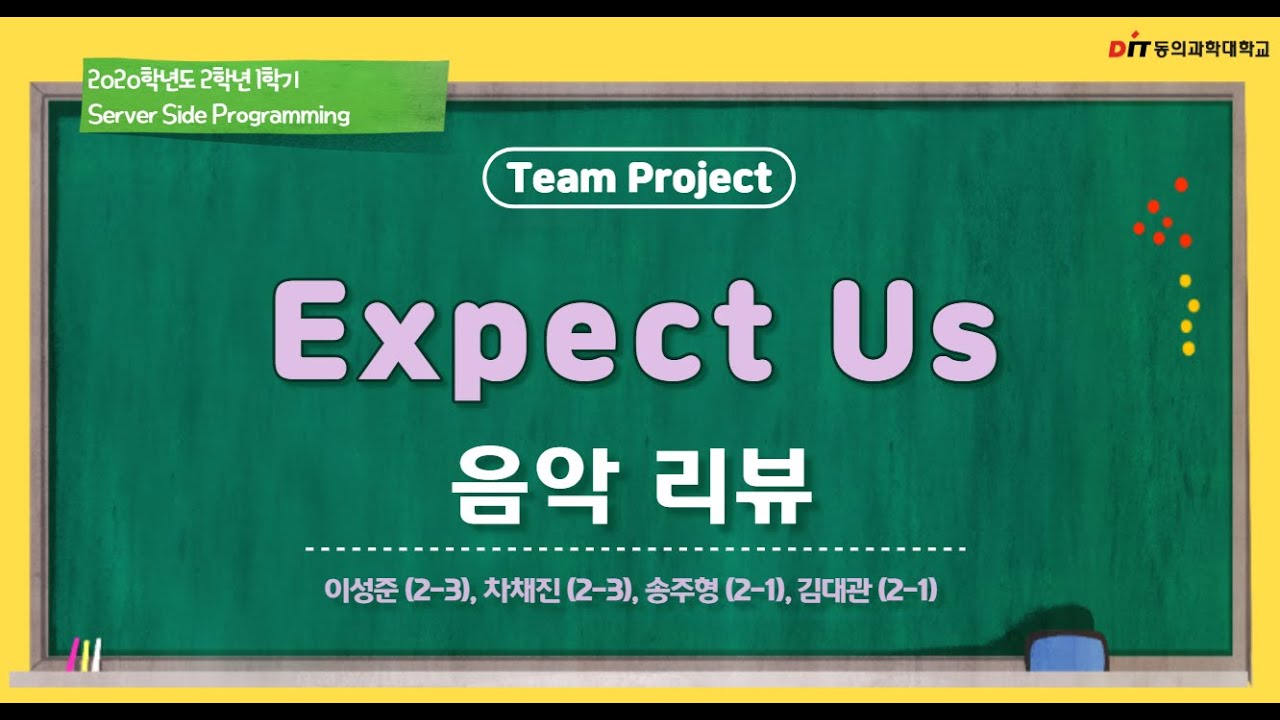 DIT 동의과학대학교
2020학년도 2학년 1학기
Server Side Programming
Team Project
Expect Us
음악 리뷰
이성준 (2-3), 차채진 (2-3), 송주형 (2-1), 김대관 (2-1)